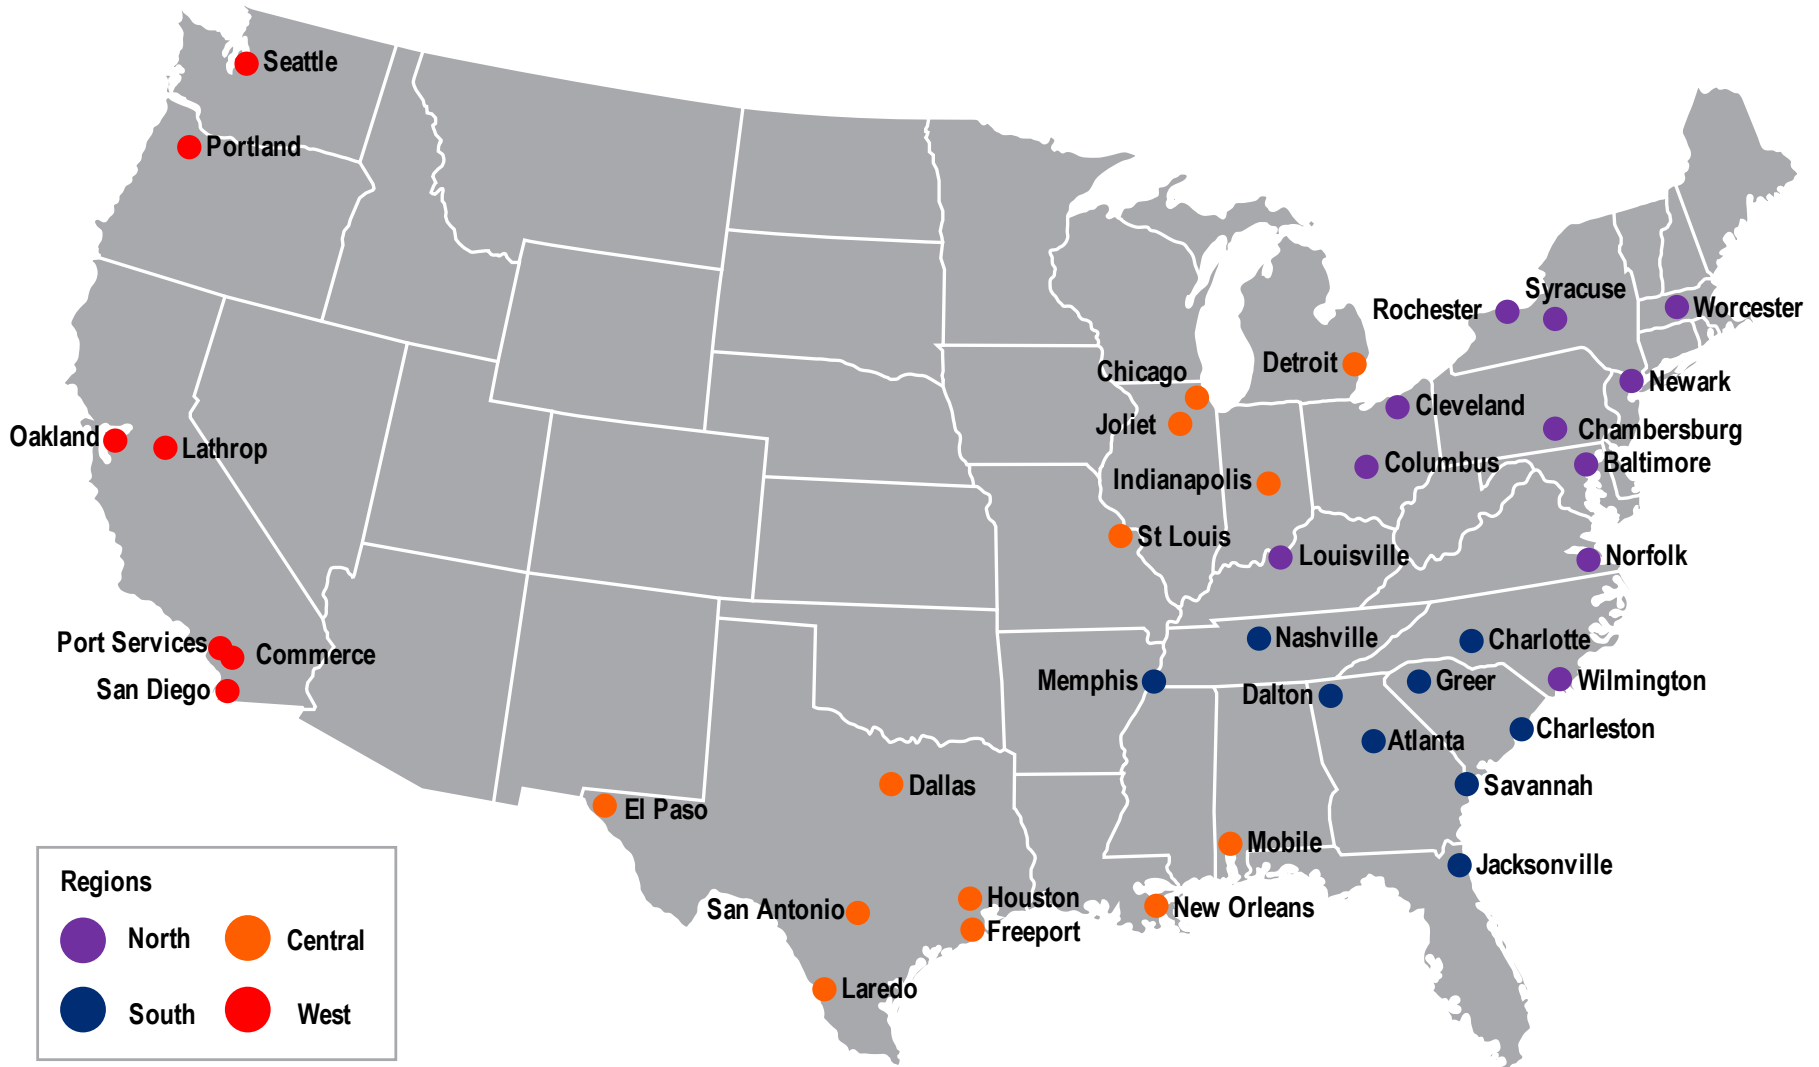 Seattle
Portland
Syracuse
Rochester
Worcester
Detroit
Chicago
Newark
Cleveland
Joliet
Chambersburg
Oakland
Lathrop
Columbus
Baltimore
Indianapolis
St Louis
Louisville
Norfolk
Nashville
Charlotte
Port Services
Commerce
Memphis
Greer
Wilmington
San Diego
Dalton
Charleston
Atlanta
Dallas
Savannah
El Paso
Mobile
Jacksonville
Houston
San Antonio
New Orleans
Freeport
Laredo
Regions
North
Central
South
West